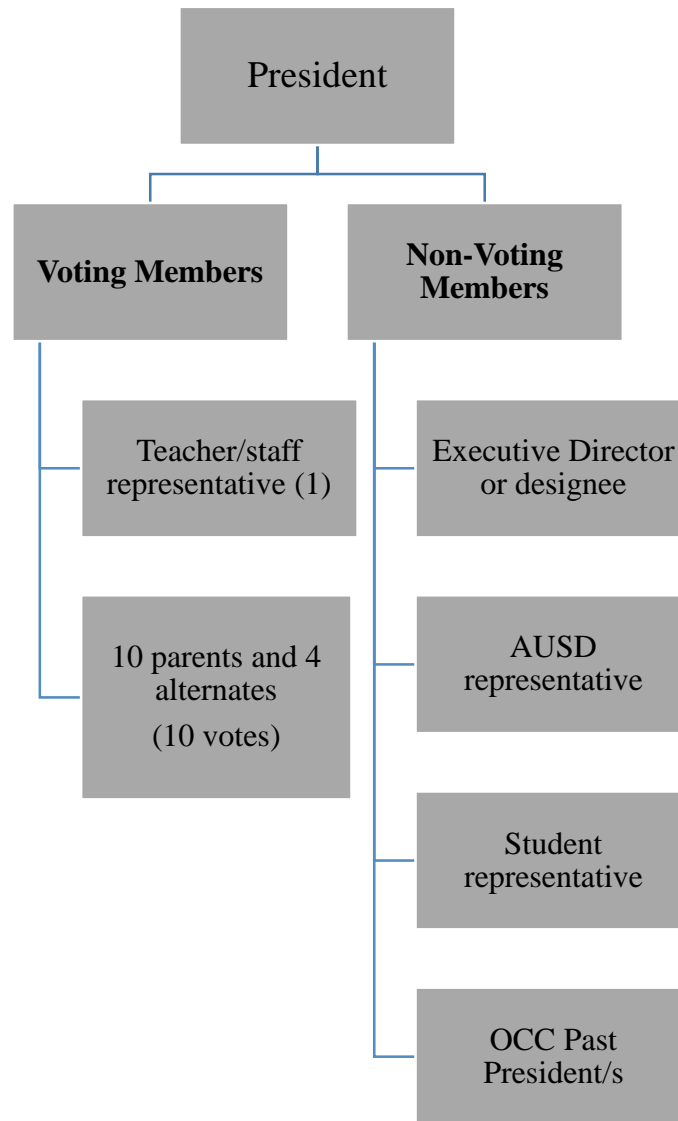 President
Voting Members
Non-Voting
Members
Teacher/staff
representative (1)
Executive Director
or designee
10 parents and 4
alternates
(10 votes)
AUSD
representative
Student
representative
OCC Past
President/s